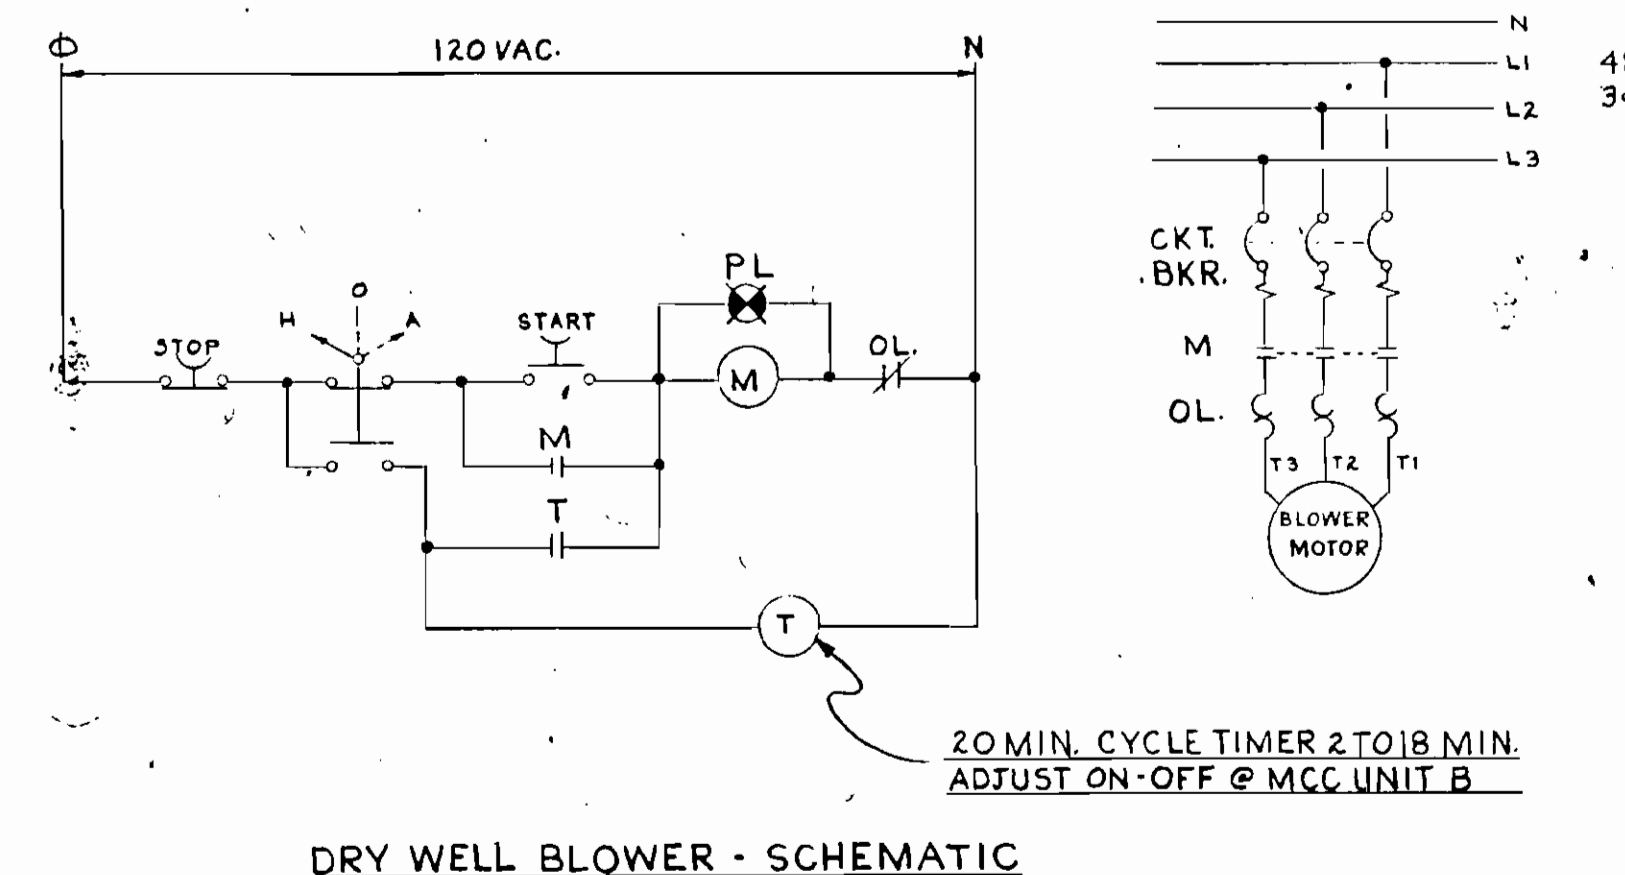 Φ
120 VAC.
N
STOP
H
O
A
START
PL
M
OL.
M
T
T
20 MIN. CYCLE TIMER 2 TO 18 MIN.
ADJUST ON-OFF @ MCC UNIT B
DRY WELL BLOWER - SCHEMATIC
N
L1
L2
L3
CKT.
BKR.
M
OL.
T3
T2
T1
BLOWER
MOTOR